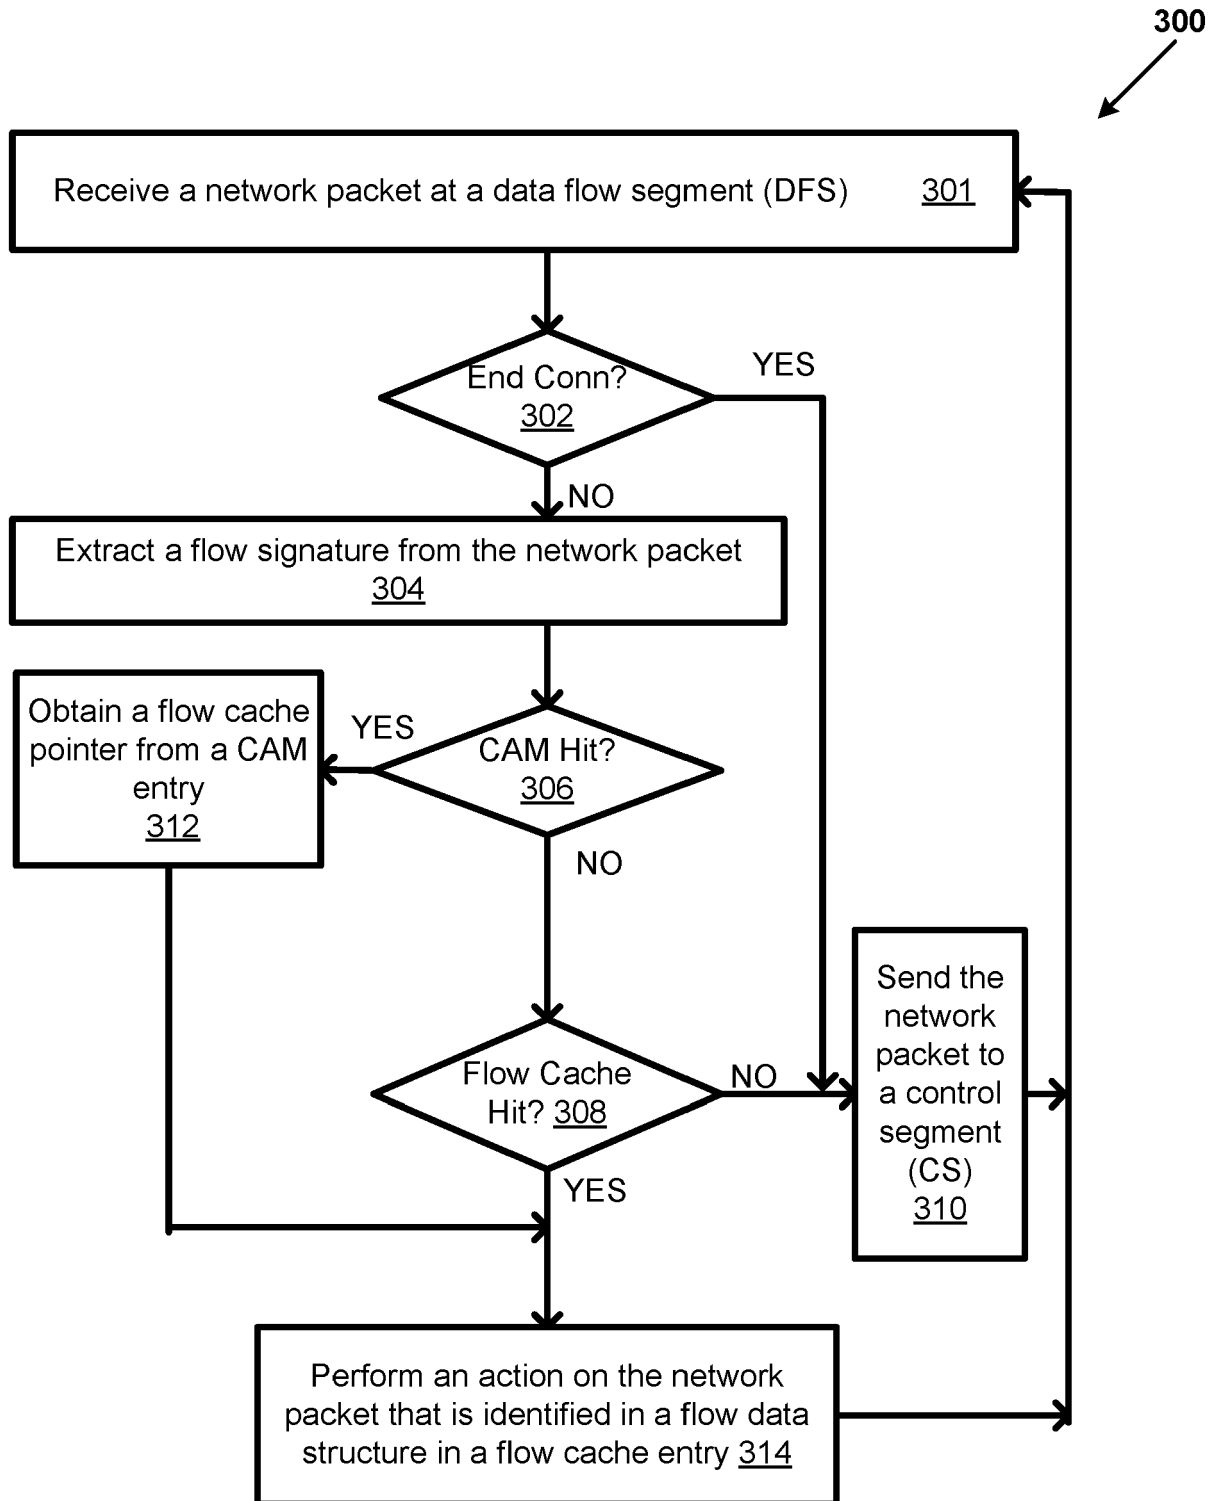 300
Receive a network packet at a data flow segment (DFS) 301
End Conn?
302
YES
NO
Extract a flow signature from the network packet
304
Obtain a flow cache
pointer from a CAM
entry
312
YES
CAM Hit?
306
NO
Flow Cache
Hit? 308
NO
YES
Send the
network
packet to
a control
segment
(CS)
310
Perform an action on the network
packet that is identified in a flow data
structure in a flow cache entry 314